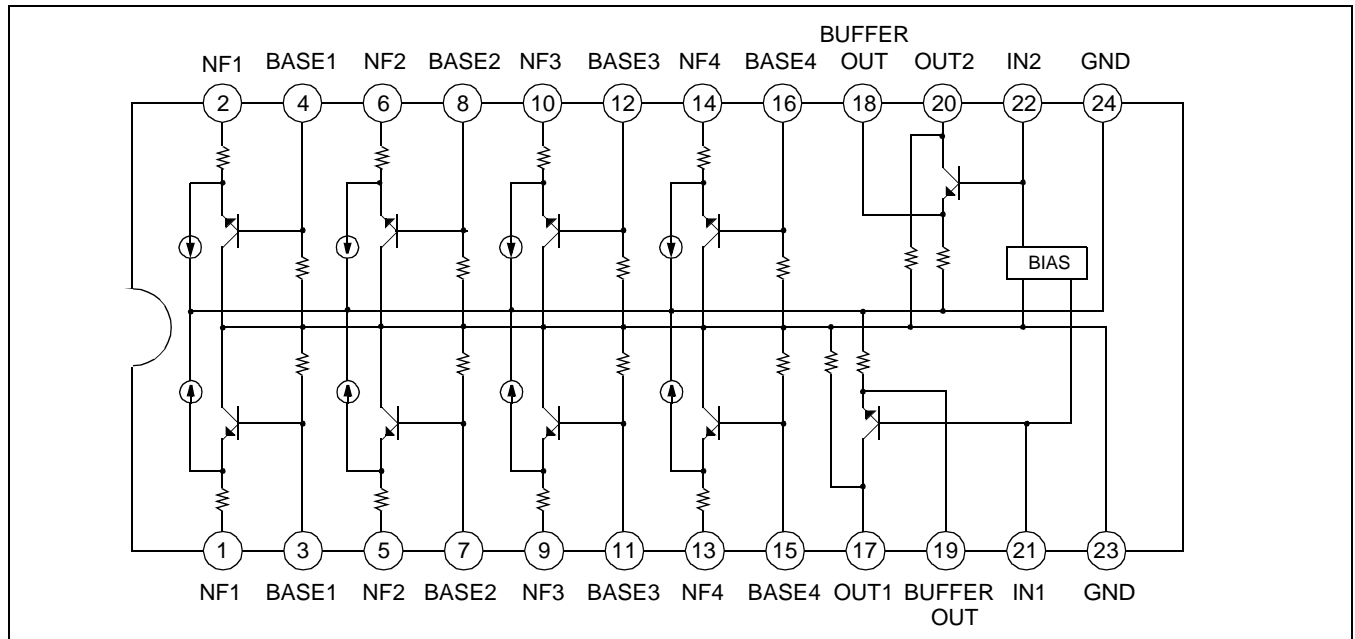 BUFFER
NF1 BASE1 NF2 BASE2 NF3 BASE3 NF4 BASE4 OUT OUT2 IN2 GND
2 4 6 8 10 12 14 16 18 20 22 24
BIAS
1 3 5 7 9 11 13 15 17 19 21 23
NF1 BASE1 NF2 BASE2 NF3 BASE3 NF4 BASE4 OUT1 BUFFER IN1 GND
OUT